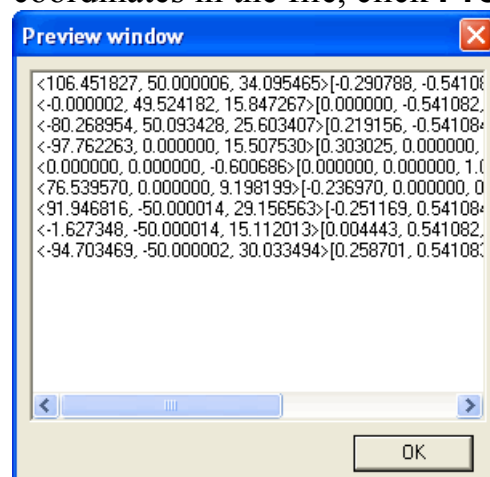 coordinates in the file, click
Preview window
<106.451827, 50.000006, 34.095465>[-0.290788, -0.5410
<-0.000002, 49.524182, 15.847267>[0.000000, -0.541082,
<-80.268954, 50.093428, 25.603407>[0.219156, -0.541084
<-97.762263, 0.000000, 15.507530>[0.303025, 0.000000,
<0.000000, 0.000000, -0.600686>[0.000000, 0.000000, 1.0
<76.539570, 0.000000, 9.198199>[-0.236970, 0.000000, 0
<91.946816, -50.000014, 29.156563>[-0.251169, 0.541084
<-1.627348, -50.000014, 15.112013>[0.004443, 0.541082,
<-94.703469, -50.000002, 30.033494>[0.258701, 0.541083
OK